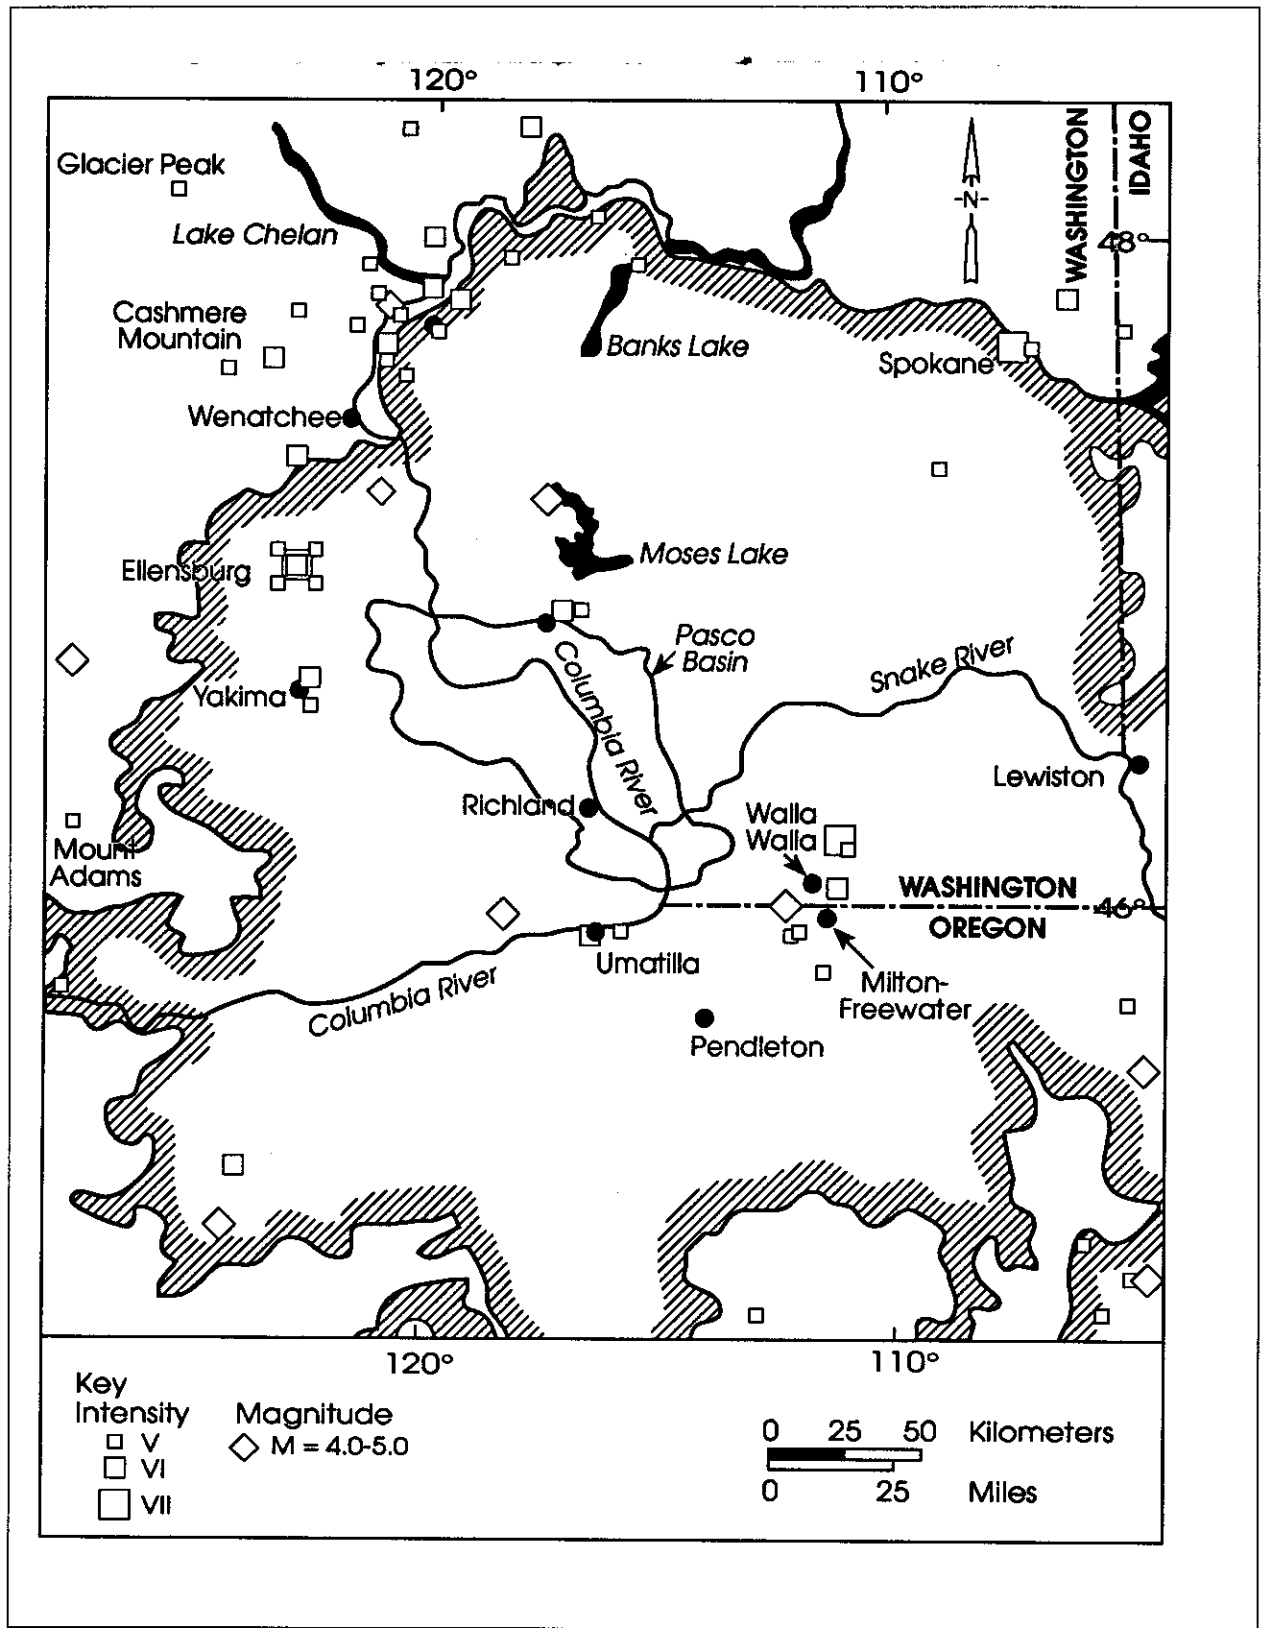 120°
110°
WASHINGTON
IDAHO
Glacier Peak
-N-
Lake Chelan
48°
Cashmere
Mountain
Banks Lake
Spokane
Wenatchee
Moses Lake
Ellensburg
Pasco
Basin
Columbia River
Snake River
Yakima
Lewiston
Richland
Walla
Walla
Mount
Adams
WASHINGTON
46°
OREGON
Umatilla
Columbia River
Milton-
Freewater
Pendleton
120°
110°
Key
Intensity
V
VI
VII
Magnitude
M = 4.0-5.0
0 25 50 Kilometers
0 25 Miles